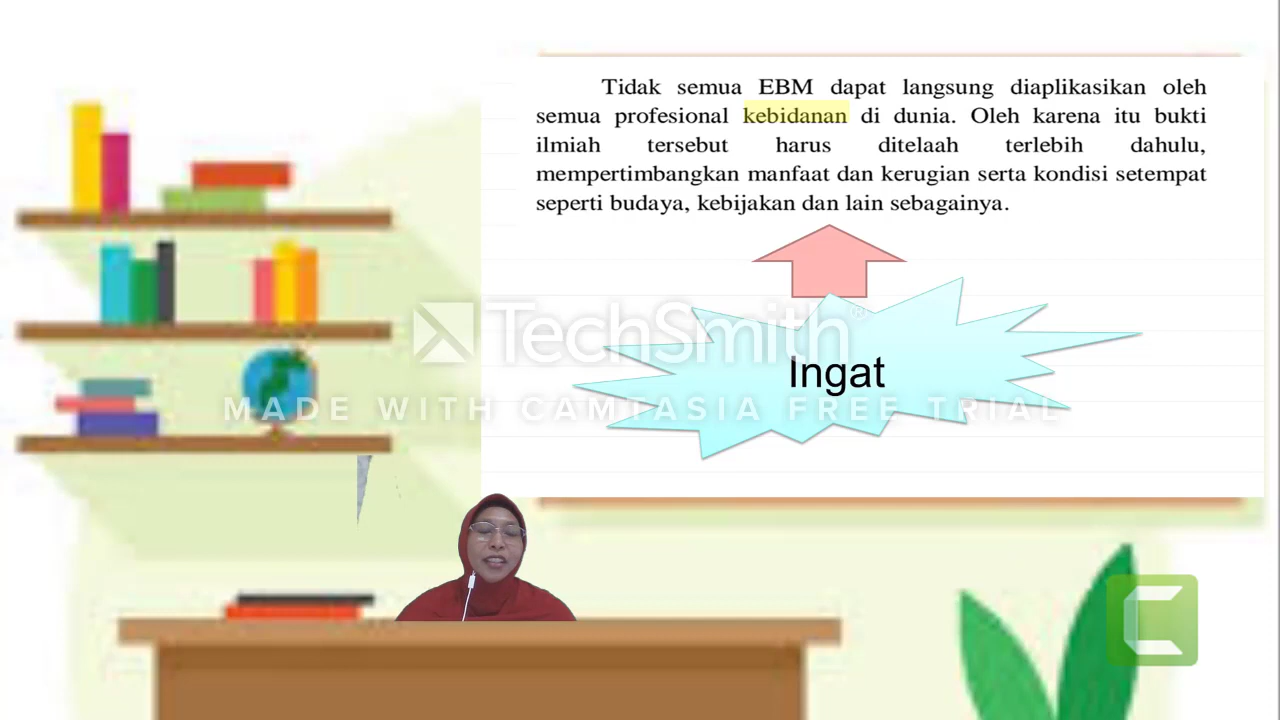 Tidak semua EBM dapat langsung diaplikasikan oleh
semua profesional kebidanan di dunia. Oleh karena itu bukti
ilmiah tersebut harus ditelaah terlebih dahulu,
mempertimbangkan manfaat dan kerugian serta kondisi setempat
seperti budaya, kebijakan dan lain sebagainya.
TechSmith®
Ingat
MADE WITH CAMTASIA FREE TRIAL